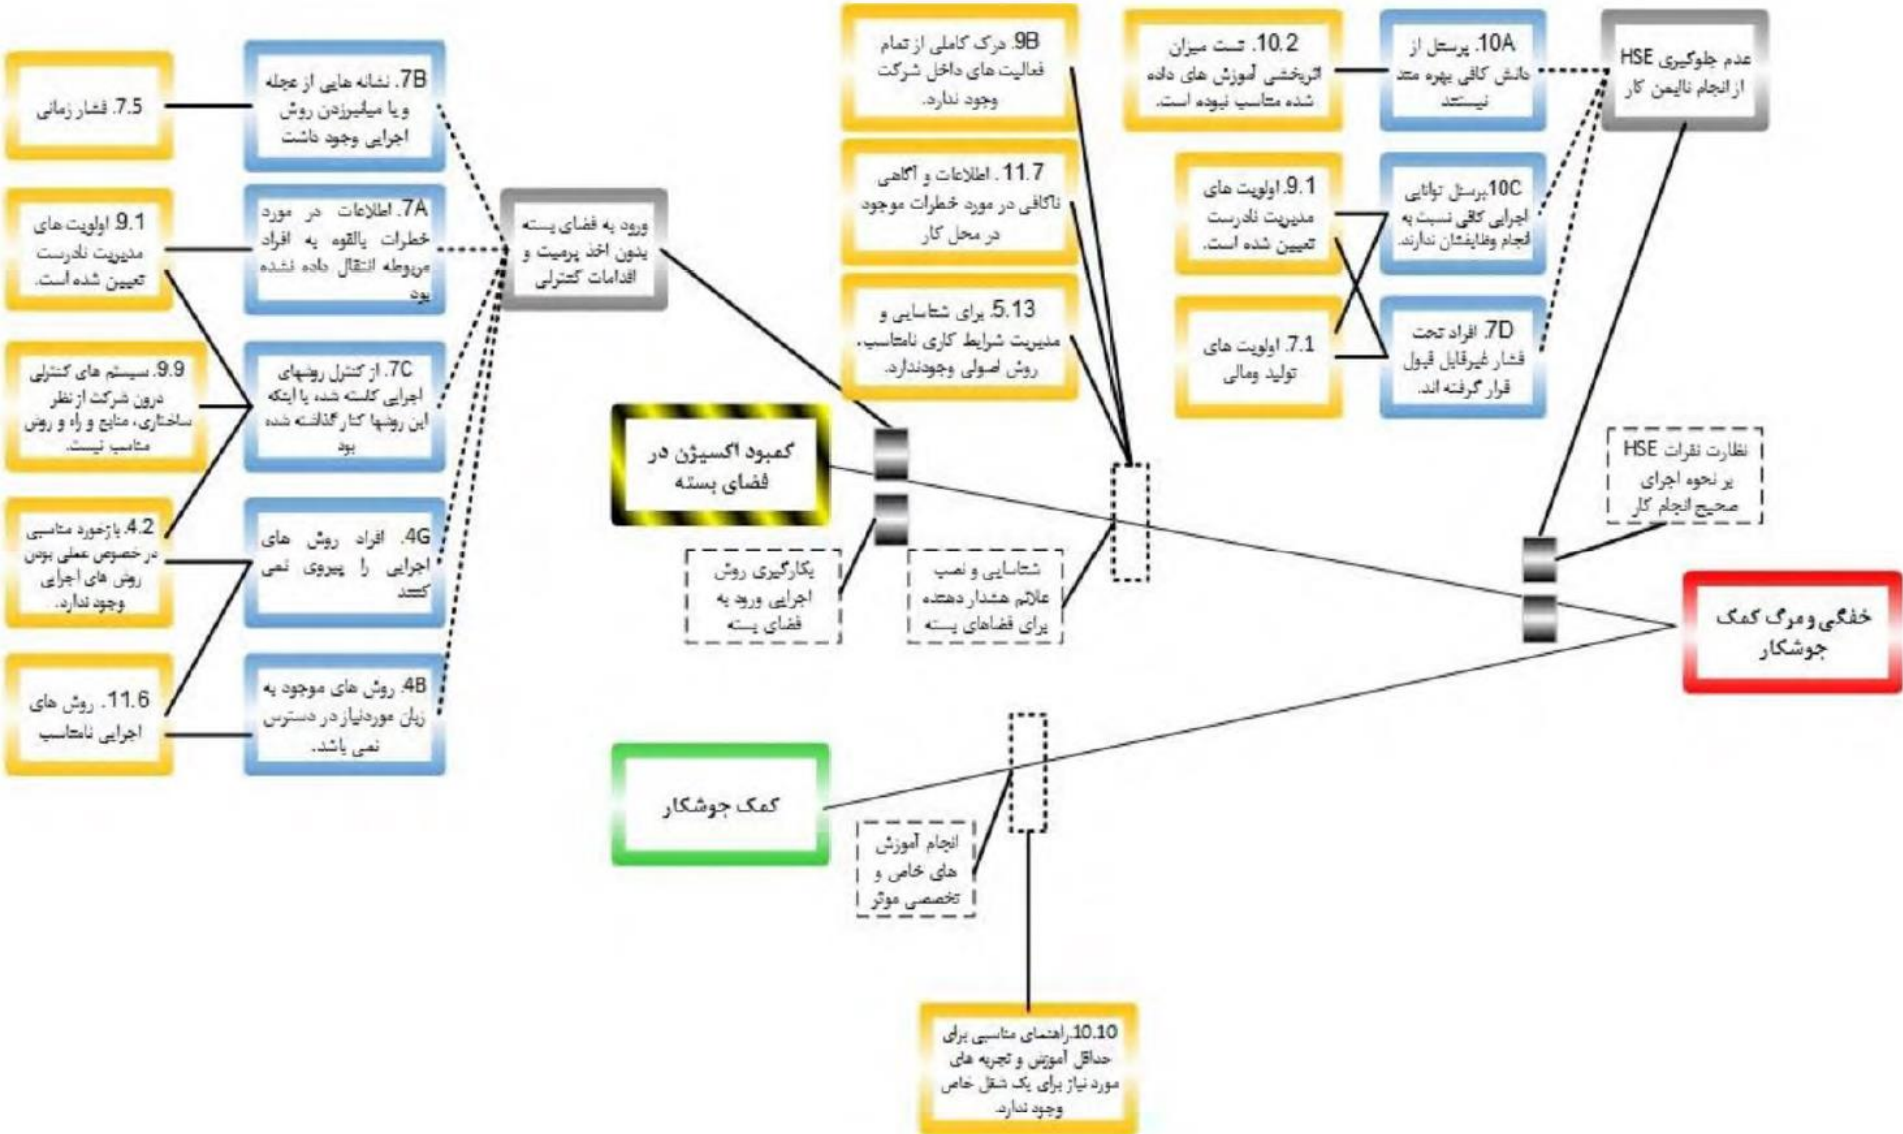 7.5. فشار زمانی
9.1. اولویت های
مدیریت نادرست
تعیین شده است.
9.9. سیستم های کنترلی
درون شرکت از نظر
ساختاری، منابع و راه و روش
مناسب نیست.
4.2. بازخورد مناسبی
در خصوص عملی بودن
روش های اجرایی
وجود ندارد.
11.6. روش های
اجرایی نامناسب
7B. نشانه هایی از عجله
و یا میانبرزدن روش
اجرایی وجود داشت
7A. اطلاعات در مورد
خطرات بالقوه به افراد
مربوطه انتقال داده نشده
بود
7C. از کنترل روشهای
اجرایی کاسته شده یا اینکه
این روشها کنار گذاشته شده
بود
4G. افراد روش های
اجرایی را پیروی نمی
کنند
4B. روش های موجود به
زبان موردنیاز در دسترس
نمی باشد.
ورود به فضای بسته
بدون اخذ پرمیت و
اقدامات کنترلی
9B. درک کاملی از تمام
فعالیت های داخل شرکت
وجود ندارد.
11.7. اطلاعات و آگاهی
ناکافی در مورد خطرات موجود
در محل کار
5.13. برای شناسایی و
مدیریت شرایط کاری نامناسب،
روش اصولی وجودندارد.
10.2. تست میزان
اثربخشی آموزش های داده
شده مناسب نبوده است.
9.1. اولویت های
مدیریت نادرست
تعیین شده است.
7.1. اولویت های
تولید ومالی
10A. پرسنل از
دانش کافی بهره مند
نیستند
10C.پرسنل توانایی
اجرایی کافی نسبت به
انجام وظایفشان ندارند.
7D. افراد تحت
فشار غیرقابل قبول
قرار گرفته اند.
عدم جلوگیری HSE
از انجام ناایمن کار
کمبود اکسیژن در
فضای بسته
بکارگیری روش
اجرایی ورود به
فضای بسته
شناسایی و نصب
علائم هشدار دهنده
برای فضاهای بسته
نظارت نفرات HSE
بر نحوه اجرای
صحیح انجام کار
خفگی و مرگ کمک
جوشکار
کمک جوشکار
انجام آموزش
های خاص و
تخصصی موثر
10.10.راهنمای مناسبی برای
حداقل آموزش و تجربه های
مورد نیاز برای یک شغل خاص
وجود ندارد.